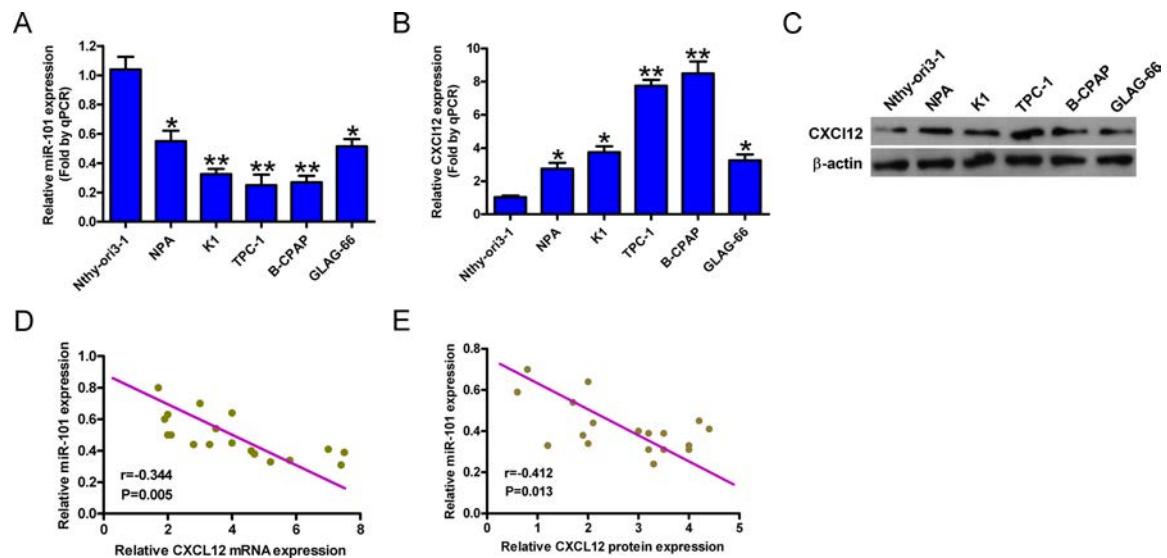 A
Relative miR-101 expression
(Fold by qPCR)
1.2
1.0
0.8
0.6
0.4
0.2
0.0
*
**
**
**
*
Nthy-ori3-1
NPA
K1
TPC-1
B-CPAP
GLAG-66
B
Relative CXCl12 expression
(Fold by qPCR)
10
8
6
4
2
0
*
*
**
**
*
Nthy-ori3-1
NPA
K1
TPC-1
B-CPAP
GLAG-66
C
Nthy-ori3-1
NPA
K1
TPC-1
B-CPAP
GLAG-66
CXCl12
β-actin
D
Relative miR-101 expression
1.0
0.8
0.6
0.4
0.2
0.0
r=-0.344
P=0.005
0
2
4
6
8
Relative CXCL12 mRNA expression
E
Relative miR-101 expression
0.8
0.6
0.4
0.2
0.0
r=-0.412
P=0.013
0
1
2
3
4
5
Relative CXCL12 protein expression